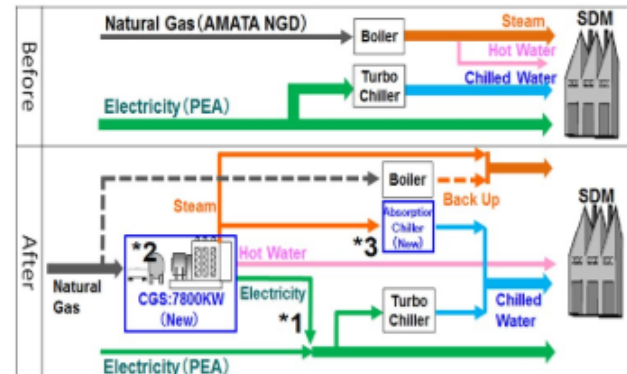 Before
Natural Gas(AMATA NGD)
Boiler
Steam
SDM
Hot Water
Turbo
Chiller
Chilled Water
Electricity(PEA)
After
Boiler
Steam
Back Up
SDM
*2
Absorption
Chiller
(New)
*3
Hot Water
Natural
Gas
CGS:7800KW
(New)
Electricity
*1
Turbo
Chiller
Chilled
Water
Electricity(PEA)